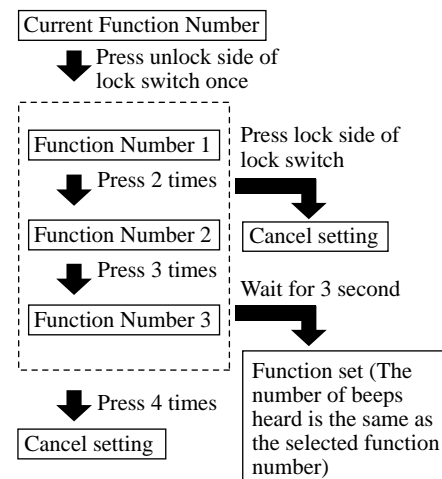 Current Function Number
Press unlock side of
lock switch once
Function Number 1
Press lock side of
lock switch
Press 2 times
Function Number 2
Cancel setting
Press 3 times
Wait for 3 second
Function Number 3
Function set (The
number of beeps
heard is the same as
the selected function
number)
Press 4 times
Cancel setting